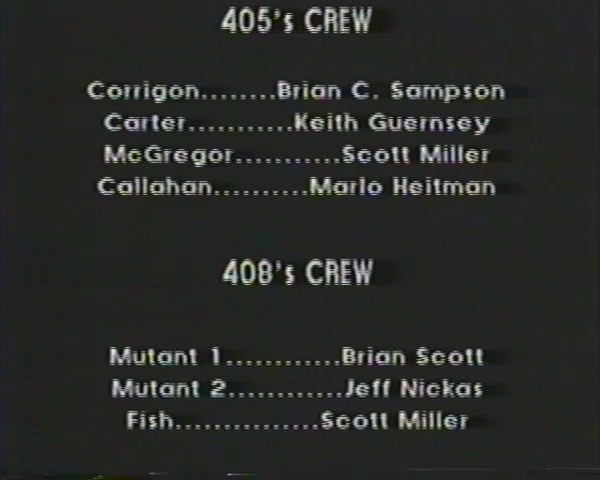 405's CREW
Corrigon........Brian C. Sampson
Carter...........Keith Guernsey
McGregor...........Scott Miller
Callahan..........Marlo Heitman
408's CREW
Mutant 1............Brian Scott
Mutant 2............Jeff Nickas
Fish...............Scott Miller